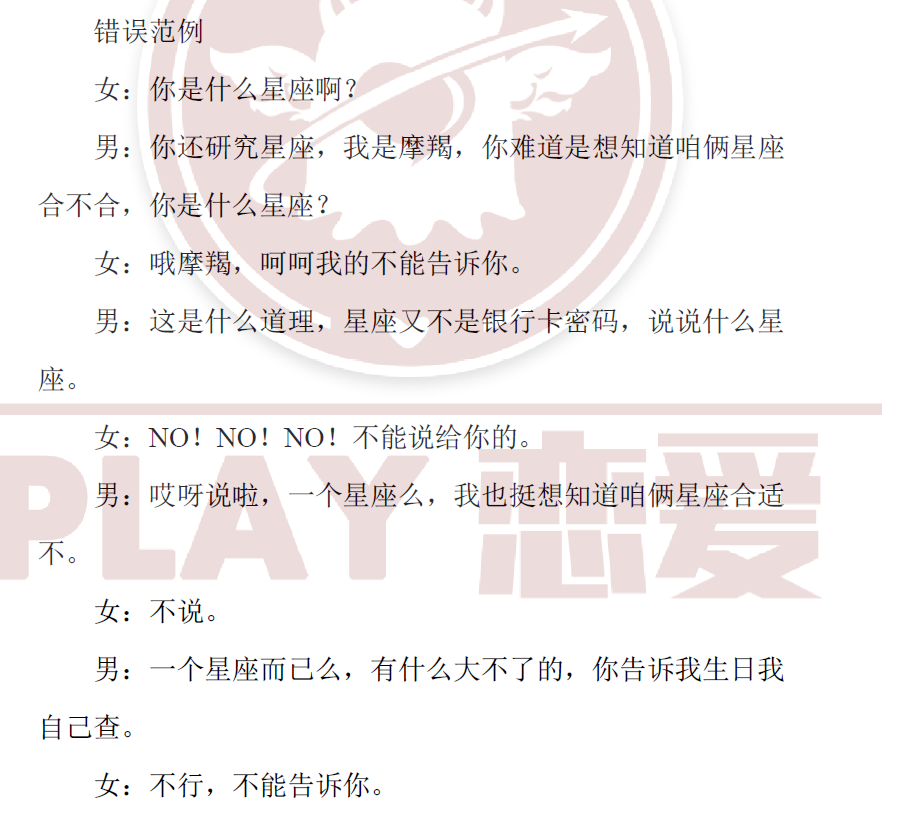 错误范例
女：你是什么星座啊？
男：你还研究星座，我是摩羯，你难道是想知道咱俩星座
合不合，你是什么星座？
女：哦摩羯，呵呵我的不能告诉你。
男：这是什么道理，星座又不是银行卡密码，说说什么星
座。
女：NO！NO！NO！不能说给你的。
PLAY 恋爱
男：哎呀说啦，一个星座么，我也挺想知道咱俩星座合适
不。
女：不说。
男：一个星座而已么，有什么大不了的，你告诉我生日我
自己查。
女：不行，不能告诉你。